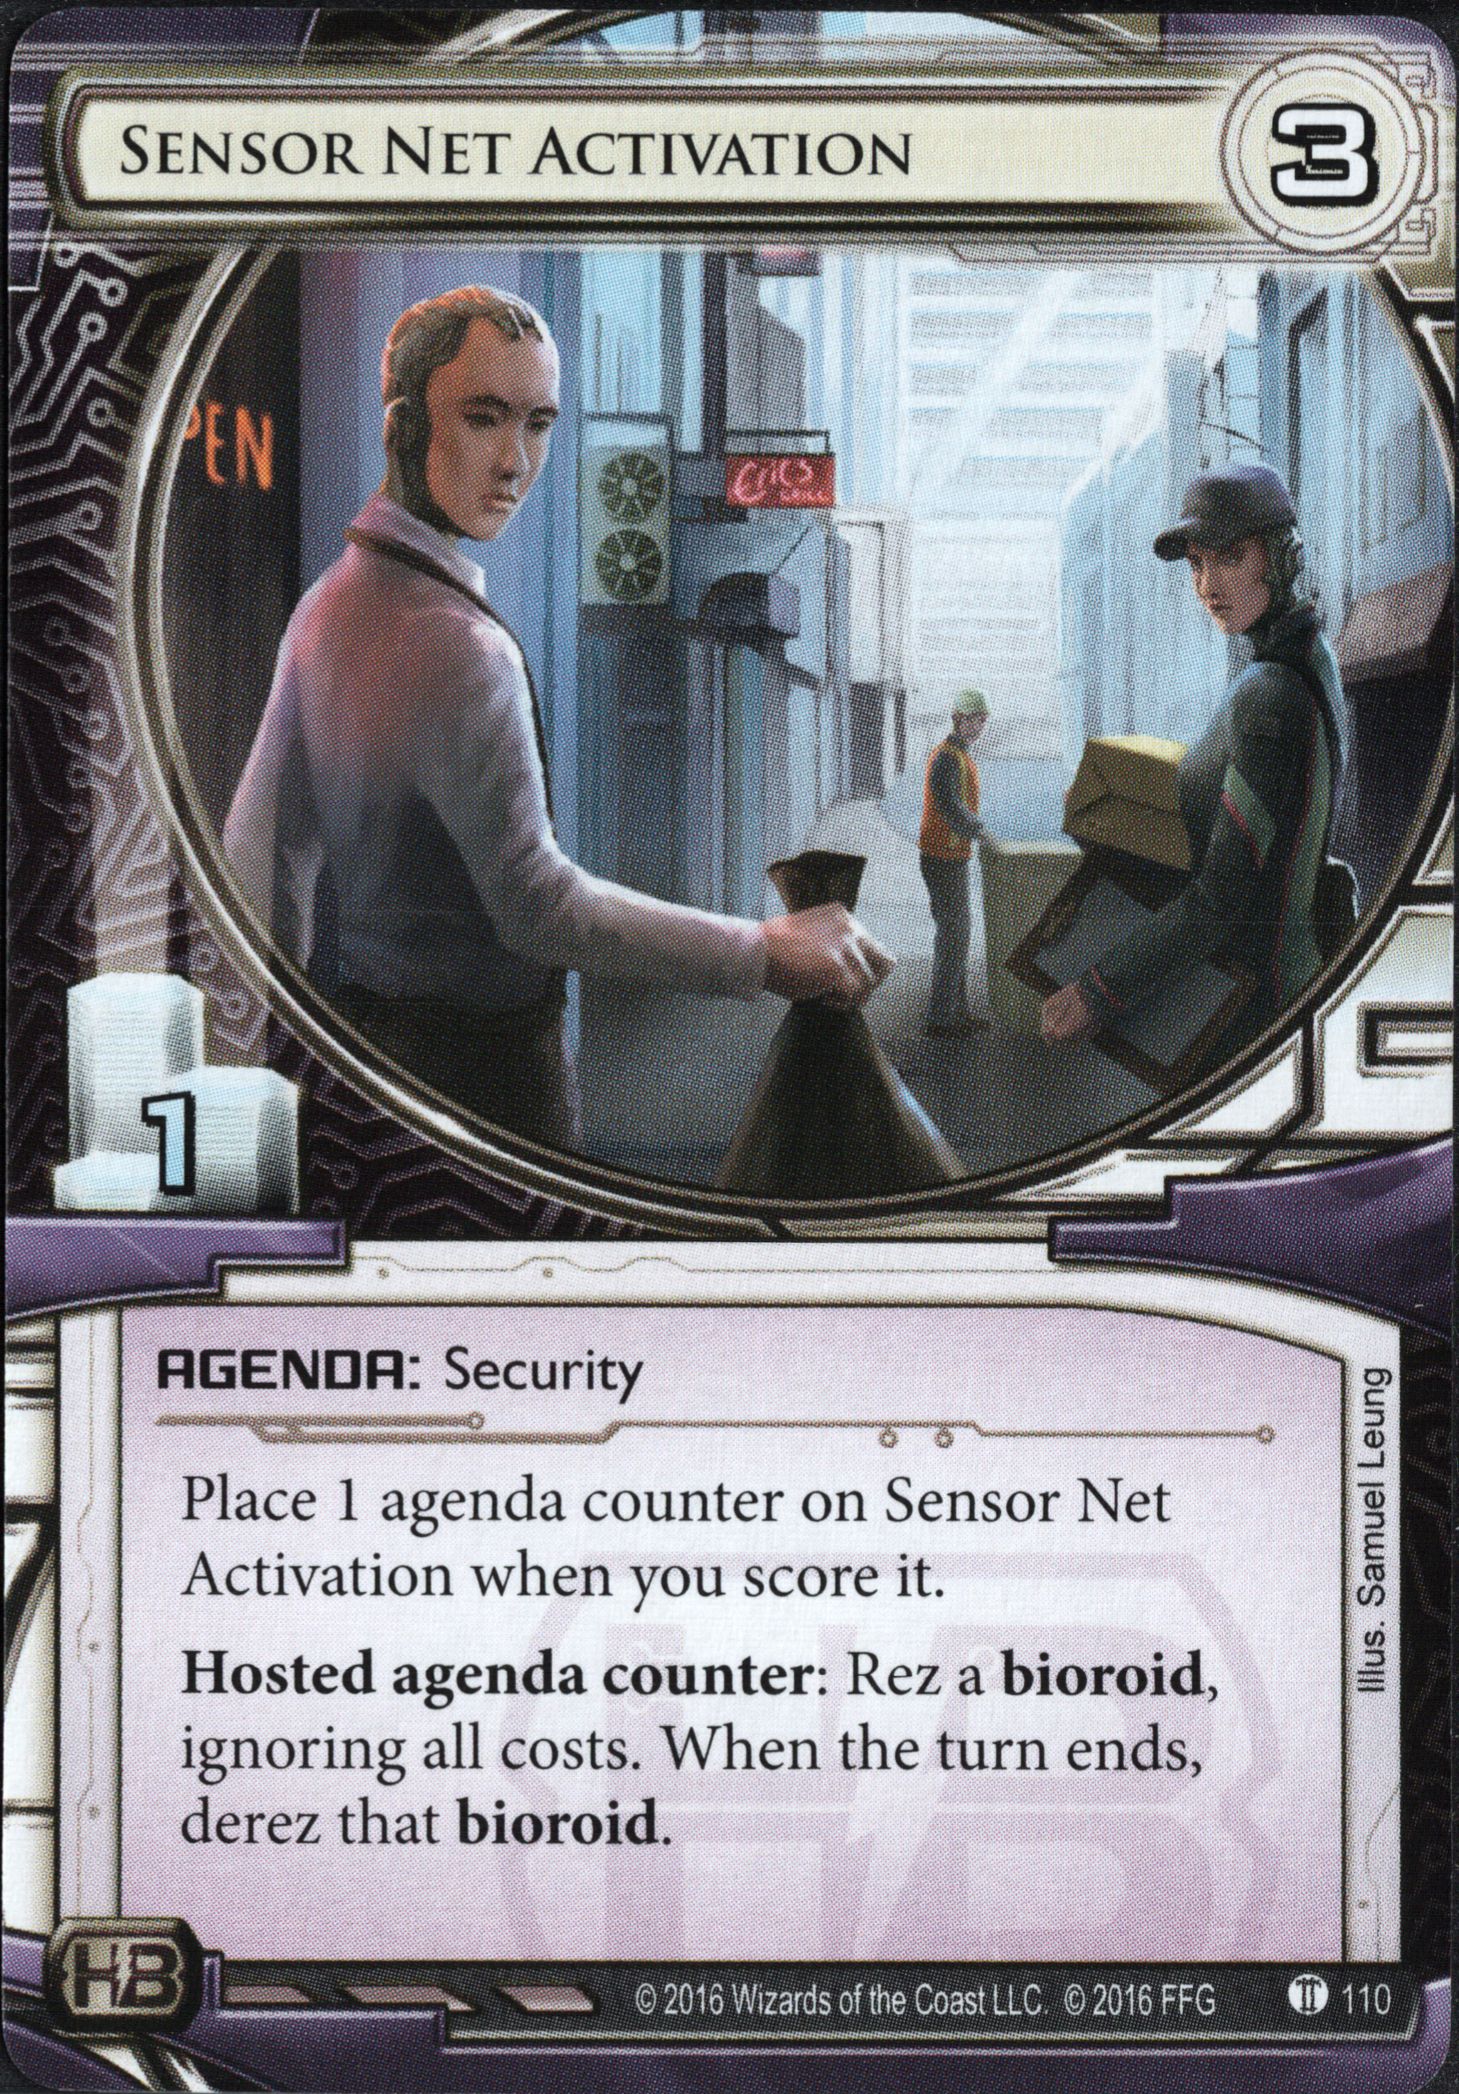 SENSOR NET ACTIVATION
3
PEN
1
AGENDA: Security
Place 1 agenda counter on Sensor Net
Activation when you score it.
Hosted agenda counter: Rez a bioroid,
ignoring all costs. When the turn ends,
derez that bioroid.
Illus. Samuel Leung
HB
© 2016 Wizards of the Coast LLC. © 2016 FFG
110